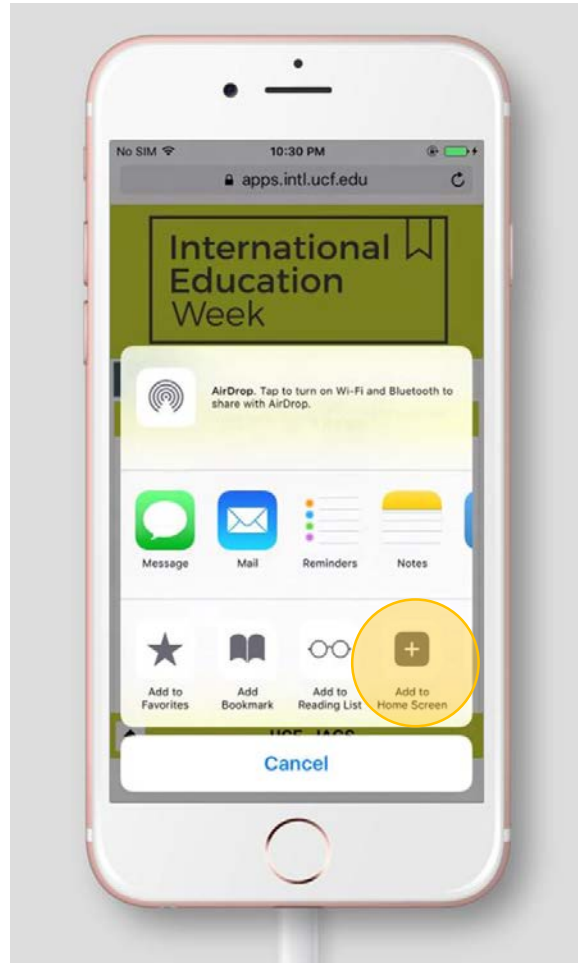 No SIM 10:30 PM
apps.intl.ucf.edu
International
Education
Week
AirDrop. Tap to turn on Wi-Fi and Bluetooth to
share with AirDrop.
Message Mail Reminders Notes
Add to Favorites Add Bookmark Add to Reading List Add to Home Screen
Cancel